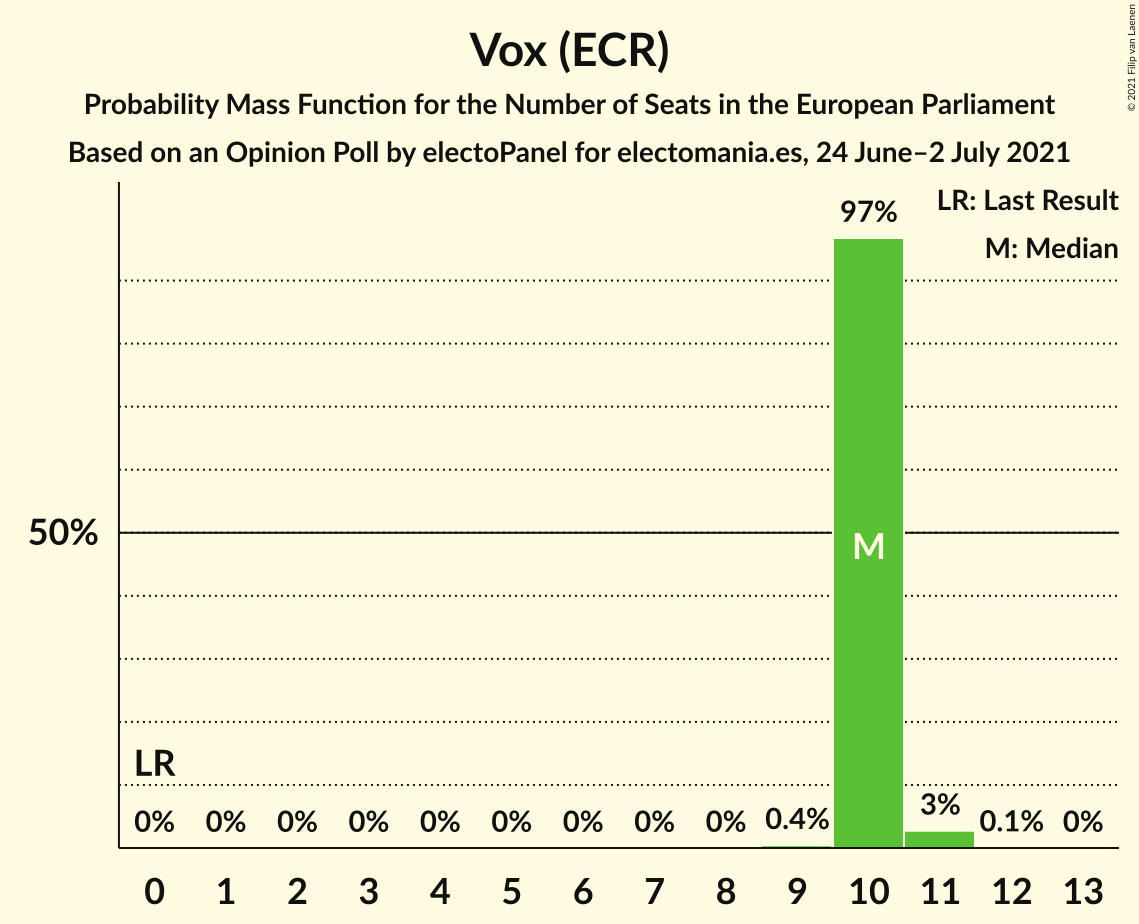 Vox (ECR)
Probability Mass Function for the Number of Seats in the European Parliament
Based on an Opinion Poll by electoPanel for electomania.es, 24 June–2 July 2021
© 2021 Filip van Laenen
LR: Last Result
M: Median
97%
50%
M
LR
0% 0% 0% 0% 0% 0% 0% 0% 0% 0.4% 3% 0.1% 0%
0 1 2 3 4 5 6 7 8 9 10 11 12 13